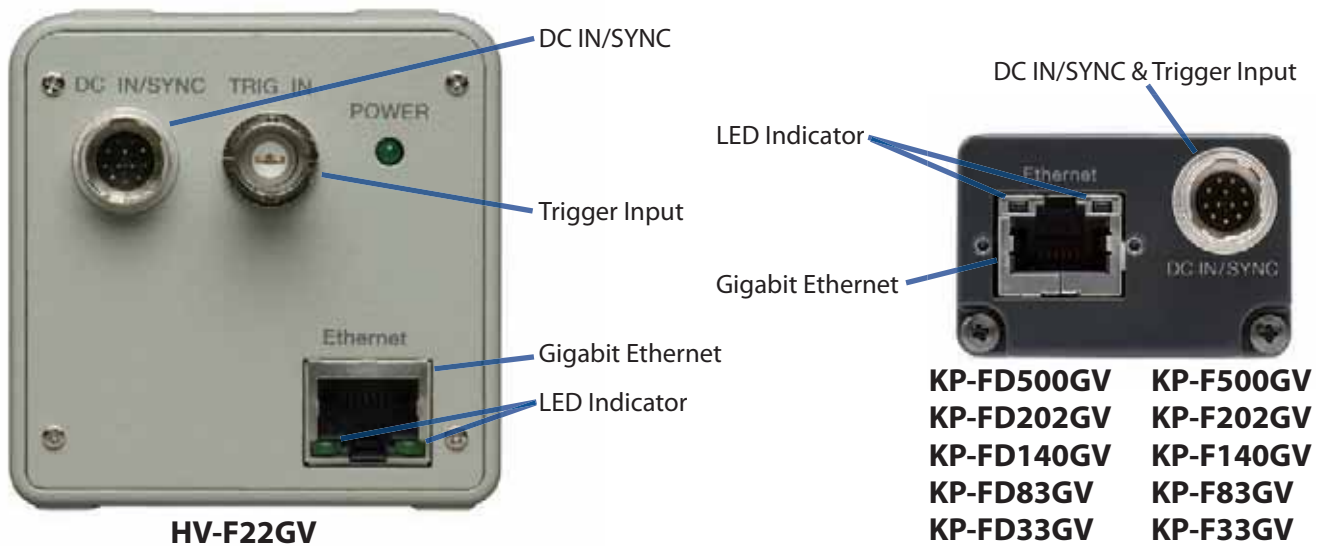 DC IN/SYNC
DC IN/SYNC
TRIG IN
POWER
Trigger Input
Ethernet
Gigabit Ethernet
LED Indicator
HV-F22GV
DC IN/SYNC & Trigger Input
LED Indicator
Ethernet
Gigabit Ethernet
DC IN/SYNC
KP-FD500GV KP-F500GV
KP-FD202GV KP-F202GV
KP-FD140GV KP-F140GV
KP-FD83GV KP-F83GV
KP-FD33GV KP-F33GV